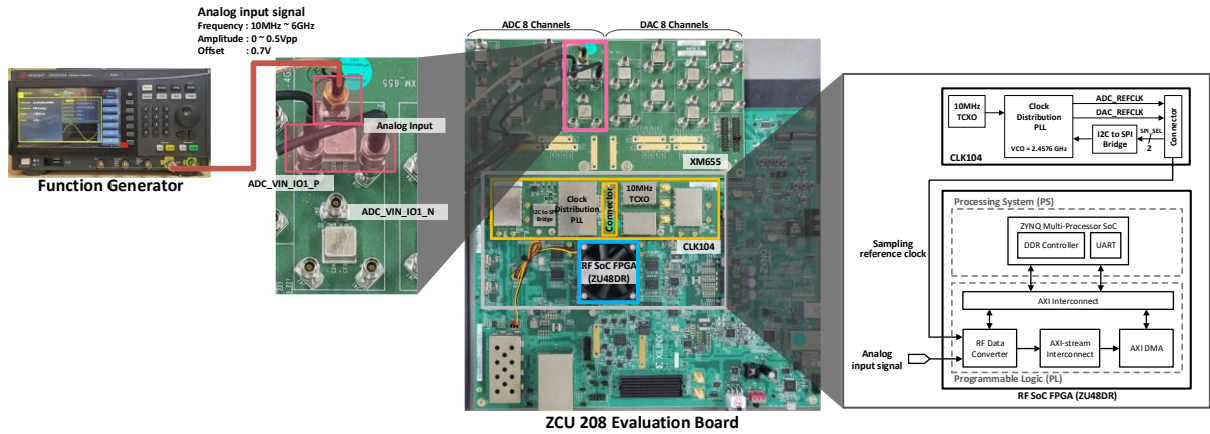 Analog input signal
Frequency : 10MHz ~ 6GHz
Amplitude : 0 ~ 0.5Vpp
Offset : 0.7V
Function Generator
XM_655
Analog Input
ADC_VIN_IO1_P
ADC_VIN_IO1_N
ADC 8 Channels
DAC 8 Channels
XM655
I2C to SPI
Bridge
Clock
Distribution
PLL
Connector
10MHz
TCXO
CLK104
RF SoC FPGA
(ZU48DR)
XILINX
ZCU 208 Evaluation Board
10MHz
TCXO
Clock
Distribution
PLL
VCO = 2.4576 GHz
ADC_REFCLK
DAC_REFCLK
I2C to SPI
Bridge
SPI_SEL
2
Connector
CLK104
Sampling
reference clock
Processing System (PS)
ZYNQ Multi-Processor SoC
DDR Controller
UART
AXI Interconnect
RF Data
Converter
AXI-stream
Interconnect
AXI DMA
Analog
input signal
Programmable Logic (PL)
RF SoC FPGA (ZU48DR)